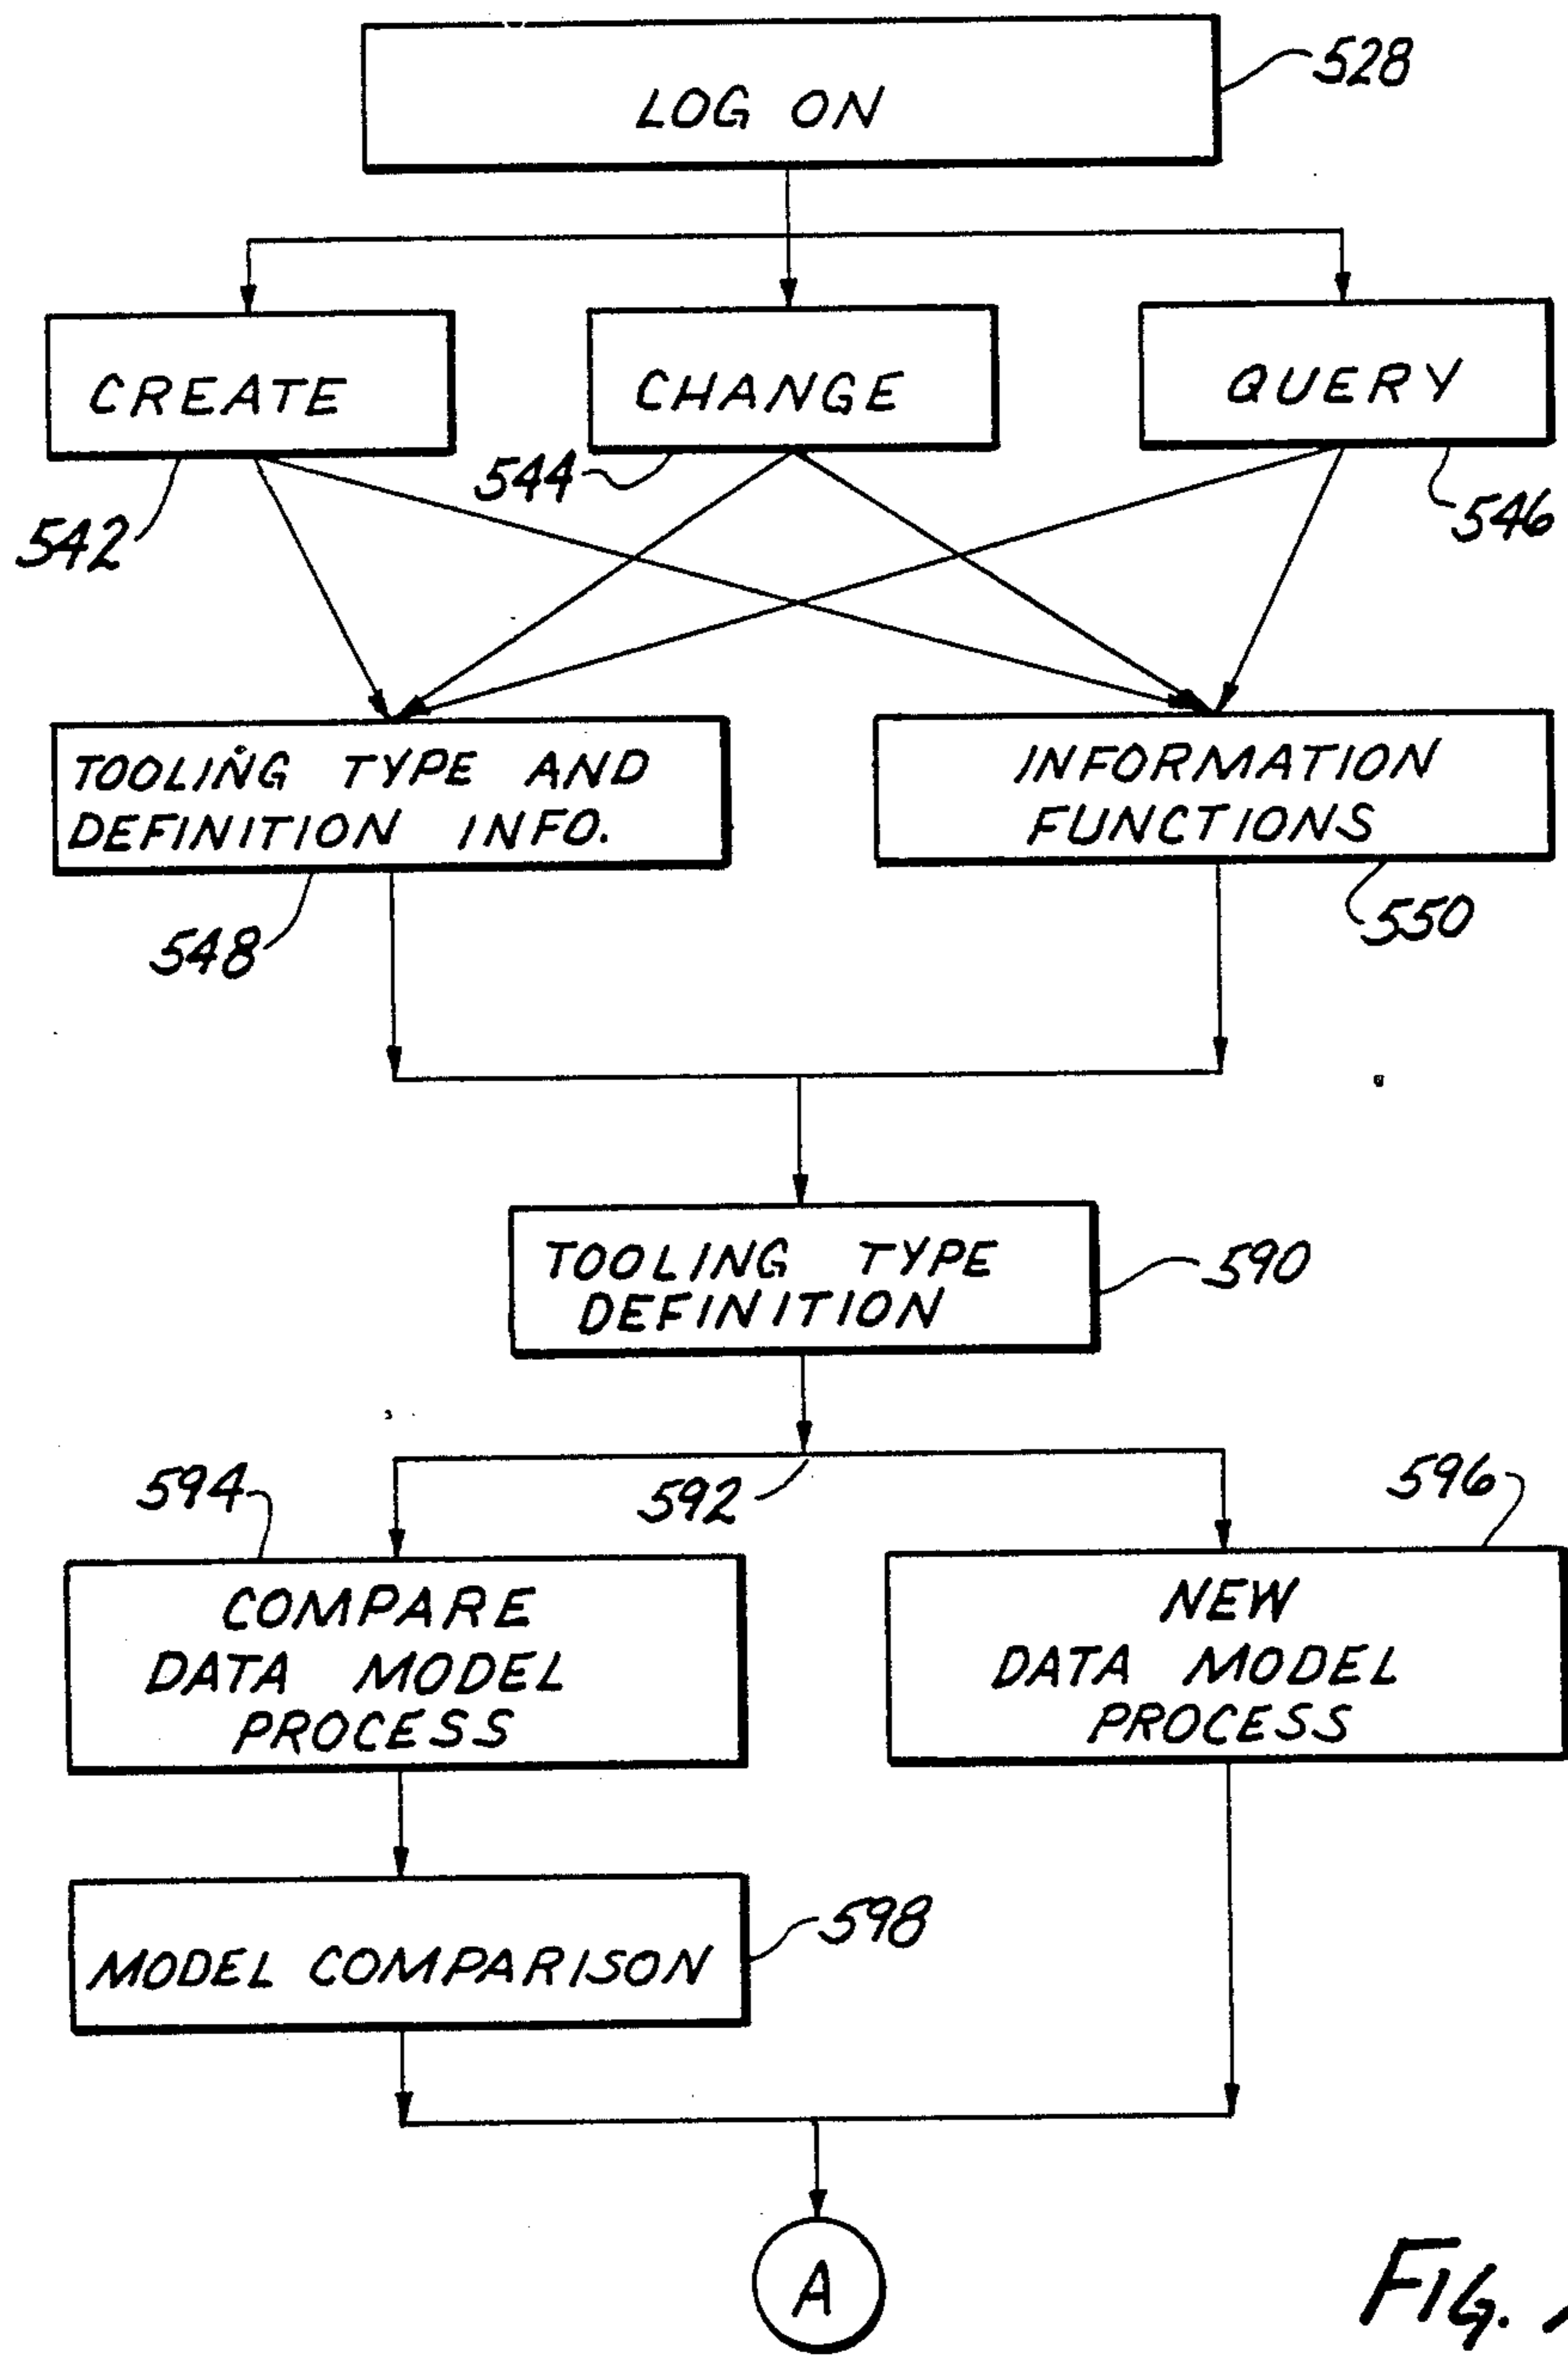 528
LOG ON
CREATE
CHANGE
QUERY
544
546
542
TOOLING TYPE AND
DEFINITION INFO.
INFORMATION
FUNCTIONS
548
550
TOOLING TYPE
DEFINITION
590
594
592
596
COMPARE
DATA MODEL
PROCESS
NEW
DATA MODEL
PROCESS
598
MODEL COMPARISON
A
FIG.